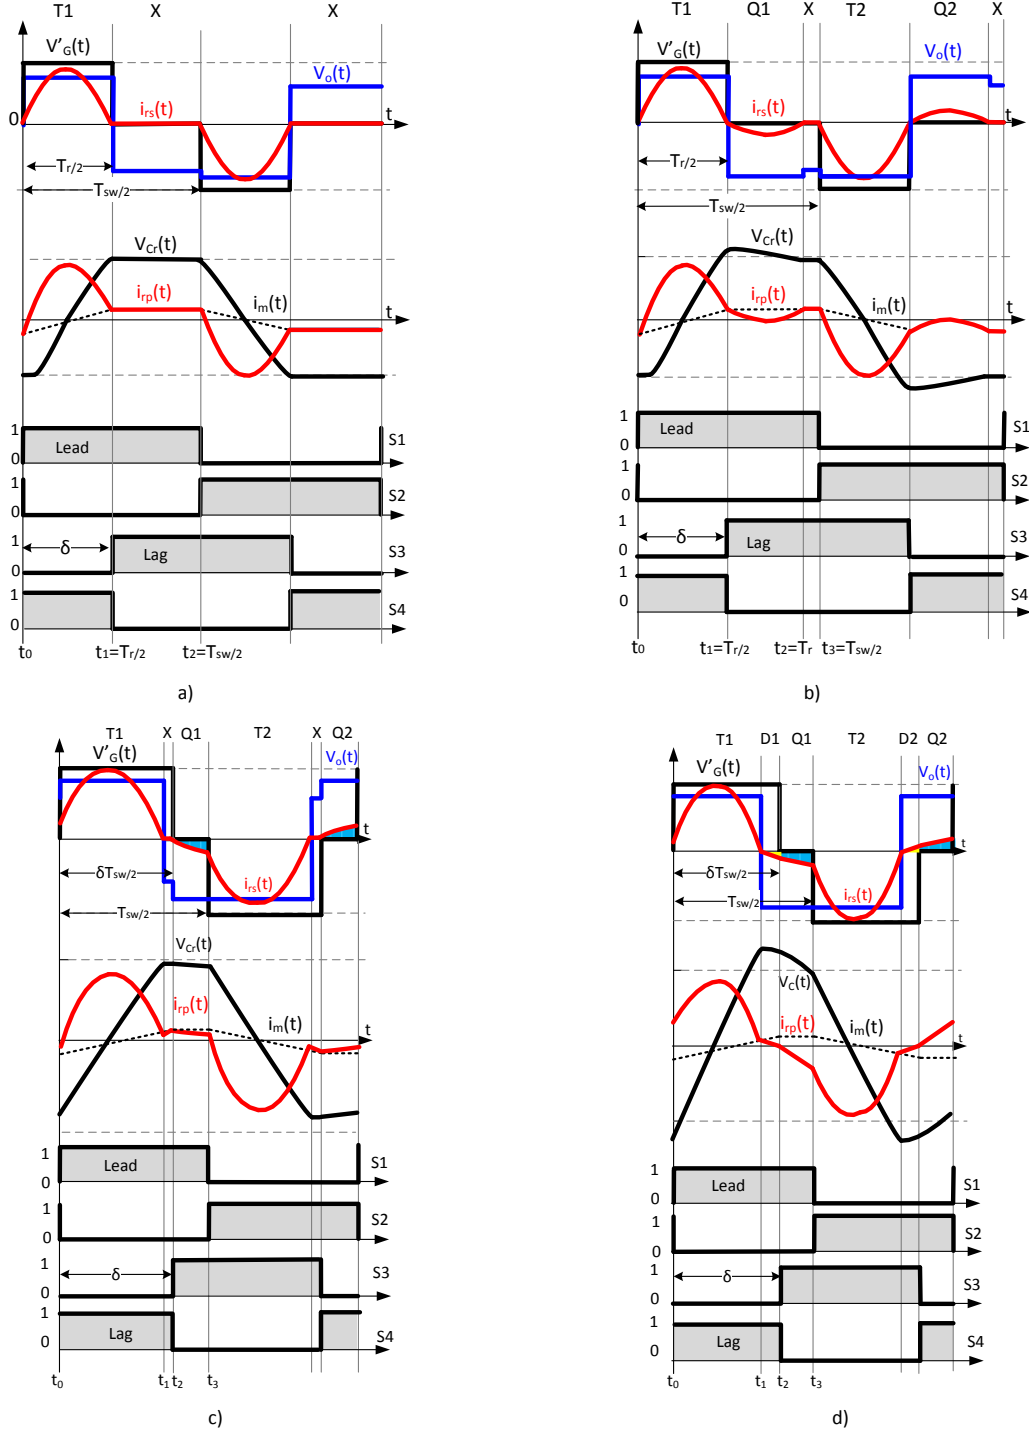 T1 X X
V'G(t)
Vo(t)
irs(t)
t
0
Tr/2
Tsw/2
VCr(t)
irp(t)
im(t)
t
1
Lead
S1
0
1
S2
0
1
δ
Lag
S3
0
1
S4
0
t0 t1=Tr/2 t2=Tsw/2
a)
T1 Q1 X T2 Q2 X
V'G(t)
Vo(t)
irs(t)
t
Tr/2
Tsw/2
VCr(t)
irp(t)
im(t)
t
1
Lead
S1
0
1
S2
0
1
δ
Lag
S3
0
1
S4
0
t0 t1=Tr/2 t2=Tr t3=Tsw/2
b)
T1 X Q1 T2 X Q2
V'G(t)
Vo(t)
t
δTsw/2
irs(t)
Tsw/2
VCr(t)
irp(t)
im(t)
t
1
Lead
S1
0
1
S2
0
1
δ
S3
0
1
Lag
S4
0
t0 t1 t2 t3
c)
T1 D1 Q1 T2 D2 Q2
V'G(t)
Vo(t)
t
δTsw/2
irs(t)
Tsw/2
VC(t)
irp(t)
im(t)
t
1
Lead
S1
0
1
S2
0
1
δ
S3
0
1
Lag
S4
0
t0 t1 t2 t3
d)